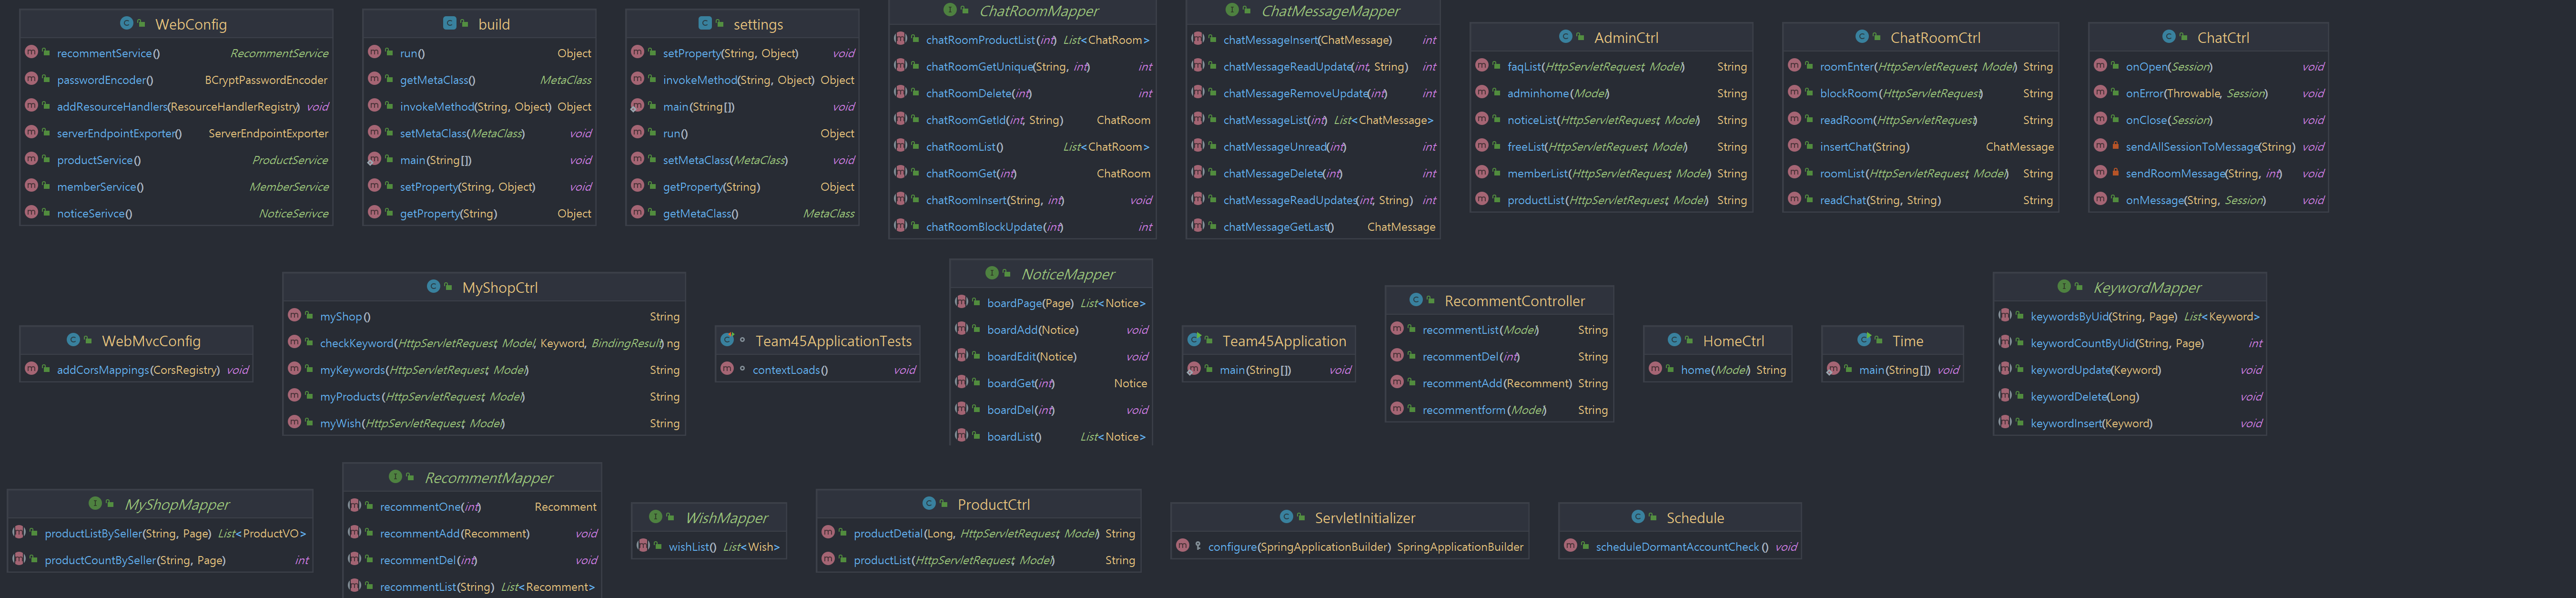 WebConfig
recommentService() RecommentService
passwordEncoder() BCryptPasswordEncoder
addResourceHandlers(ResourceHandlerRegistry) void
serverEndpointExporter() ServerEndpointExporter
productService() ProductService
memberService() MemberService
noticeSerivce() NoticeSerivce
build
run() Object
getMetaClass() MetaClass
invokeMethod(String, Object) Object
setMetaClass(MetaClass) void
main(String[]) void
setProperty(String, Object) void
getProperty(String) Object
settings
setProperty(String, Object) void
invokeMethod(String, Object) Object
main(String[]) void
run() Object
setMetaClass(MetaClass) void
getProperty(String) Object
getMetaClass() MetaClass
ChatRoomMapper
chatRoomProductList(int) List<ChatRoom>
chatRoomGetUnique(String, int) int
chatRoomDelete(int) int
chatRoomGetId(int, String) ChatRoom
chatRoomList() List<ChatRoom>
chatRoomGet(int) ChatRoom
chatRoomInsert(String, int) void
chatRoomBlockUpdate(int) int
ChatMessageMapper
chatMessageInsert(ChatMessage) int
chatMessageReadUpdate(int, String) int
chatMessageRemoveUpdate(int) int
chatMessageList(int) List<ChatMessage>
chatMessageUnread(int) int
chatMessageDelete(int) int
chatMessageReadUpdates(int, String) int
chatMessageGetLast() ChatMessage
AdminCtrl
faqList(HttpServletRequest, Model) String
adminhome(Model) String
noticeList(HttpServletRequest, Model) String
freeList(HttpServletRequest, Model) String
memberList(HttpServletRequest, Model) String
productList(HttpServletRequest, Model) String
ChatRoomCtrl
roomEnter(HttpServletRequest, Model) String
blockRoom(HttpServletRequest) String
readRoom(HttpServletRequest) String
insertChat(String) ChatMessage
roomList(HttpServletRequest, Model) String
readChat(String, String) String
ChatCtrl
onOpen(Session) void
onError(Throwable, Session) void
onClose(Session) void
sendAllSessionToMessage(String) void
sendRoomMessage(String, int) void
onMessage(String, Session) void
WebMvcConfig
addCorsMappings(CorsRegistry) void
MyShopCtrl
myShop() String
checkKeyword(HttpServletRequest, Model, Keyword, BindingResult) ng
myKeywords(HttpServletRequest, Model) String
myProducts(HttpServletRequest, Model) String
myWish(HttpServletRequest, Model) String
Team45ApplicationTests
contextLoads() void
NoticeMapper
boardPage(Page) List<Notice>
boardAdd(Notice) void
boardEdit(Notice) void
boardGet(int) Notice
boardDel(int) void
boardList() List<Notice>
Team45Application
main(String[]) void
RecommentController
recommentList(Model) String
recommentDel(int) String
recommentAdd(Recomment) String
recommentform(Model) String
HomeCtrl
home(Model) String
Time
main(String[]) void
KeywordMapper
keywordsByUid(String, Page) List<Keyword>
keywordCountByUid(String, Page) int
keywordUpdate(Keyword) void
keywordDelete(Long) void
keywordInsert(Keyword) void
MyShopMapper
productListBySeller(String, Page) List<ProductVO>
productCountBySeller(String, Page) int
RecommentMapper
recommentOne(int) Recomment
recommentAdd(Recomment) void
recommentDel(int) void
recommentList(String) List<Recomment>
WishMapper
wishList() List<Wish>
ProductCtrl
productDetial(Long, HttpServletRequest, Model) String
productList(HttpServletRequest, Model) String
ServletInitializer
configure(SpringApplicationBuilder) SpringApplicationBuilder
Schedule
scheduleDormantAccountCheck() void